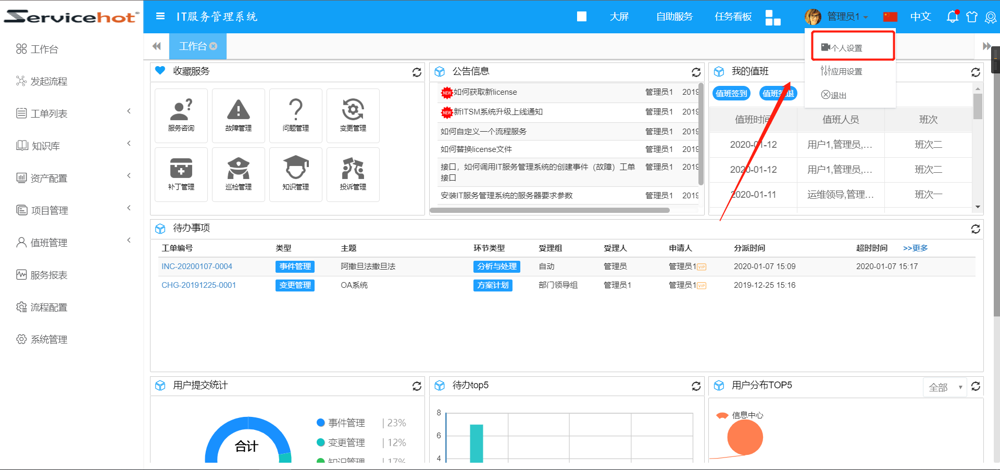 Servicehot®
IT服务管理系统
大屏
自助服务
任务看板
管理员1
中文
个人设置
应用设置
退出
工作台
发起流程
工单列表
知识库
资产配置
项目管理
值班管理
服务报表
流程配置
系统管理
工作台
收藏服务
服务咨询
故障管理
问题管理
变更管理
补丁管理
巡检管理
知识管理
投诉管理
公告信息
NEW如何获取新license 管理员1 2019
NEW新ITSM系统升级上线通知 管理员1 2019
如何自定义一个流程服务 管理员1 2019
如何替换license文件 管理员1 2019
接口，如何调用IT服务管理系统的创建事件（故障）工单 管理员1 2019
接口
安装IT服务管理系统的服务器要求参数 管理员1 2019
我的值班
值班签到 值班签退
值班时间 值班人员 班次
2020-01-12 用户1,管理员,... 班次二
2020-01-12 用户1,管理员,... 班次二
2020-01-11 运维领导,管理... 班次一
待办事项
工单编号 类型 主题 环节类型 受理组 受理人 申请人 分派时间 超时时间 >>更多
INC-20200107-0004 事件管理 阿撒旦法撒旦法 分析与处理 自动 管理员 管理员1VIP 2020-01-07 15:09 2020-01-07 15:17
CHG-20191225-0001 变更管理 OA系统 方案计划 部门领导组 管理员1 管理员1VIP 2019-12-25 15:16
用户提交统计
合计
事件管理 | 23%
变更管理 | 12%
知识管理 | 17%
待办top5
8
6
4
用户分布TOP5
全部
信息中心